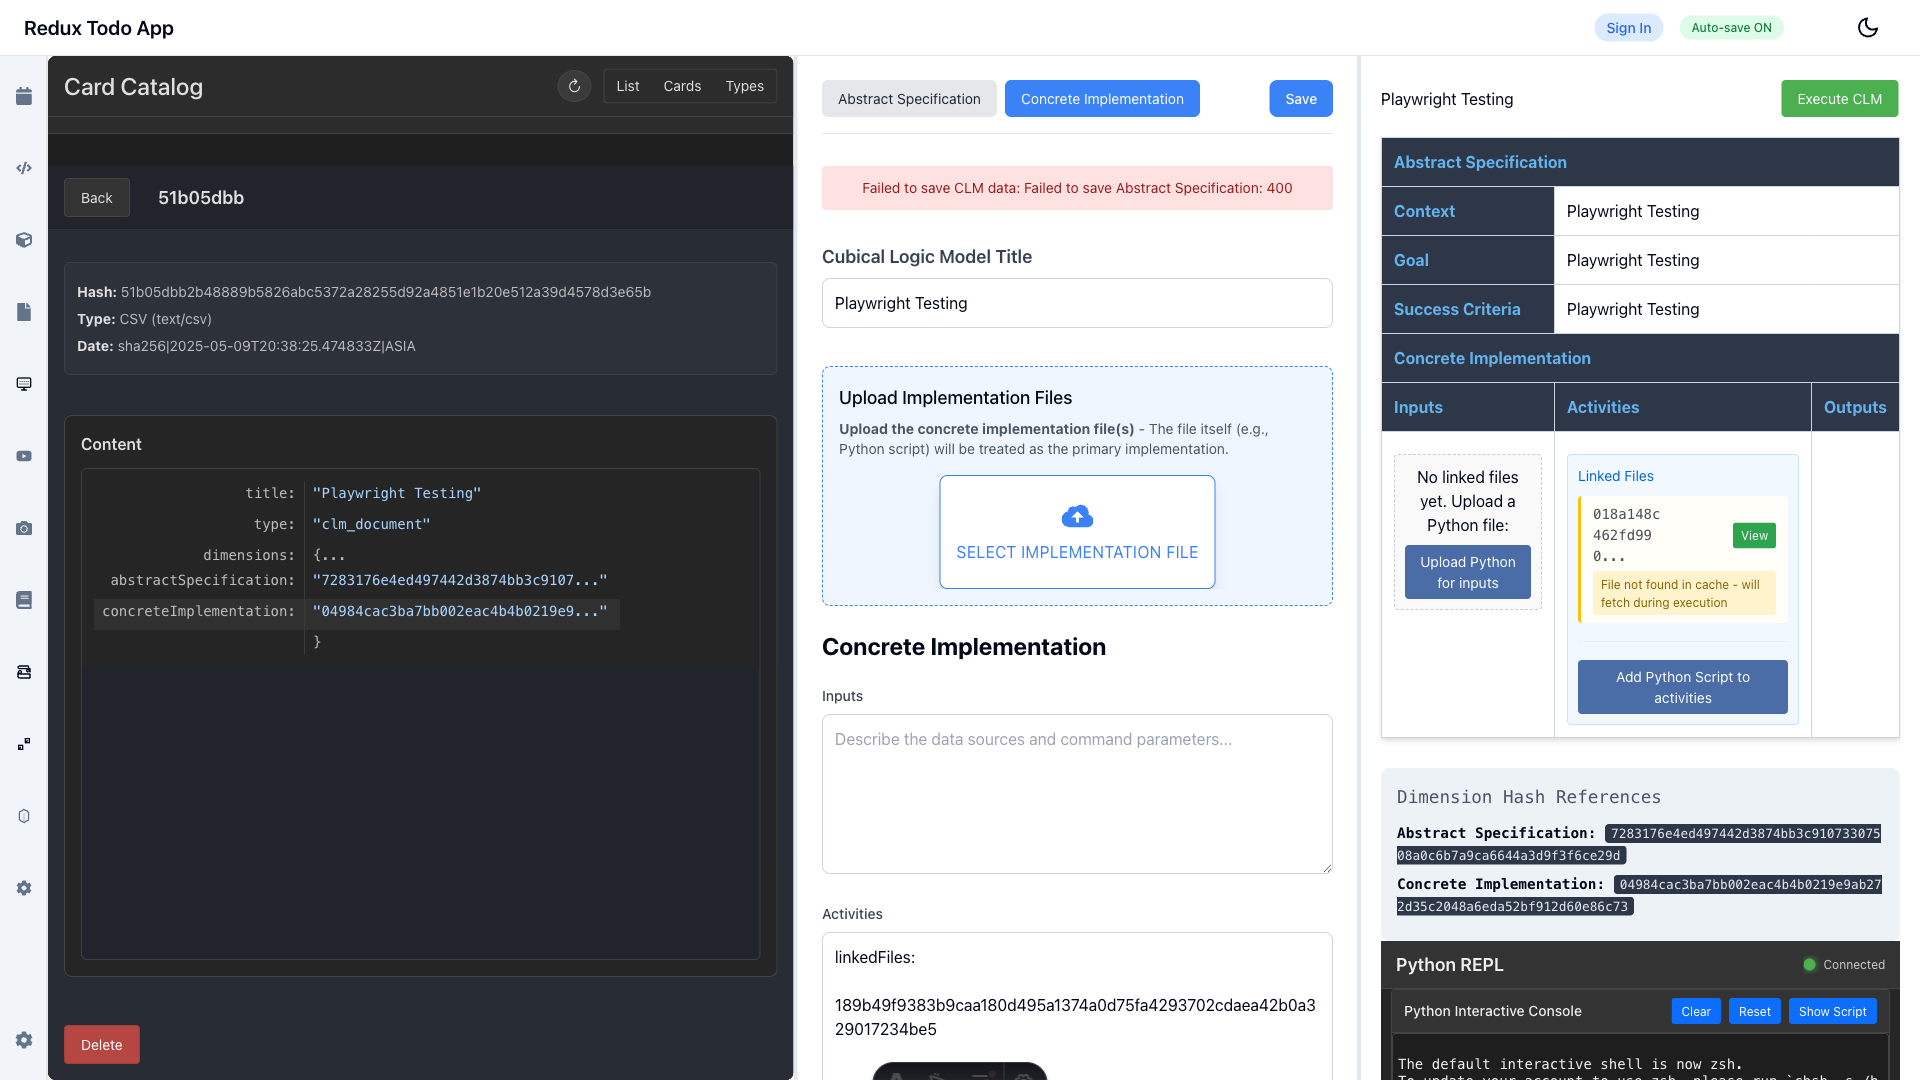 Redux Todo App
Sign In
Auto-save ON
Card Catalog
List
Cards
Types
Back
51b05dbb
Hash: 51b05dbb2b48889b5826abc5372a28255d92a4851e1b20e512a39d4578d3e65b
Type: CSV (text/csv)
Date: sha256|2025-05-09T20:38:25.474833Z|ASIA
Content
title: "Playwright Testing"
type: "clm_document"
dimensions: {...
abstractSpecification: "7283176e4ed497442d3874bb3c9107..."
concreteImplementation: "04984cac3ba7bb002eac4b4b0219e9..."
}
Delete
Abstract Specification
Concrete Implementation
Save
Failed to save CLM data: Failed to save Abstract Specification: 400
Cubical Logic Model Title
Playwright Testing
Upload Implementation Files
Upload the concrete implementation file(s) - The file itself (e.g.,
Python script) will be treated as the primary implementation.
SELECT IMPLEMENTATION FILE
Concrete Implementation
Inputs
Describe the data sources and command parameters...
Activities
linkedFiles:
189b49f9383b9caa180d495a1374a0d75fa4293702cdaea42b0a3
29017234be5
Playwright Testing
Execute CLM
Abstract Specification
Context
Playwright Testing
Goal
Playwright Testing
Success Criteria
Playwright Testing
Concrete Implementation
Inputs
Activities
Outputs
No linked files
yet. Upload a
Python file:
Upload Python
for inputs
Linked Files
018a148c
462fd99
0...
View
File not found in cache - will
fetch during execution
Add Python Script to
activities
Dimension Hash References
Abstract Specification: 7283176e4ed497442d3874bb3c910733075
08a0c6b7a9ca6644a3d9f3f6ce29d
Concrete Implementation: 04984cac3ba7bb002eac4b4b0219e9ab27
2d35c2048a6eda52bf912d60e86c73
Python REPL
Connected
Python Interactive Console
Clear
Reset
Show Script
The default interactive shell is now zsh.